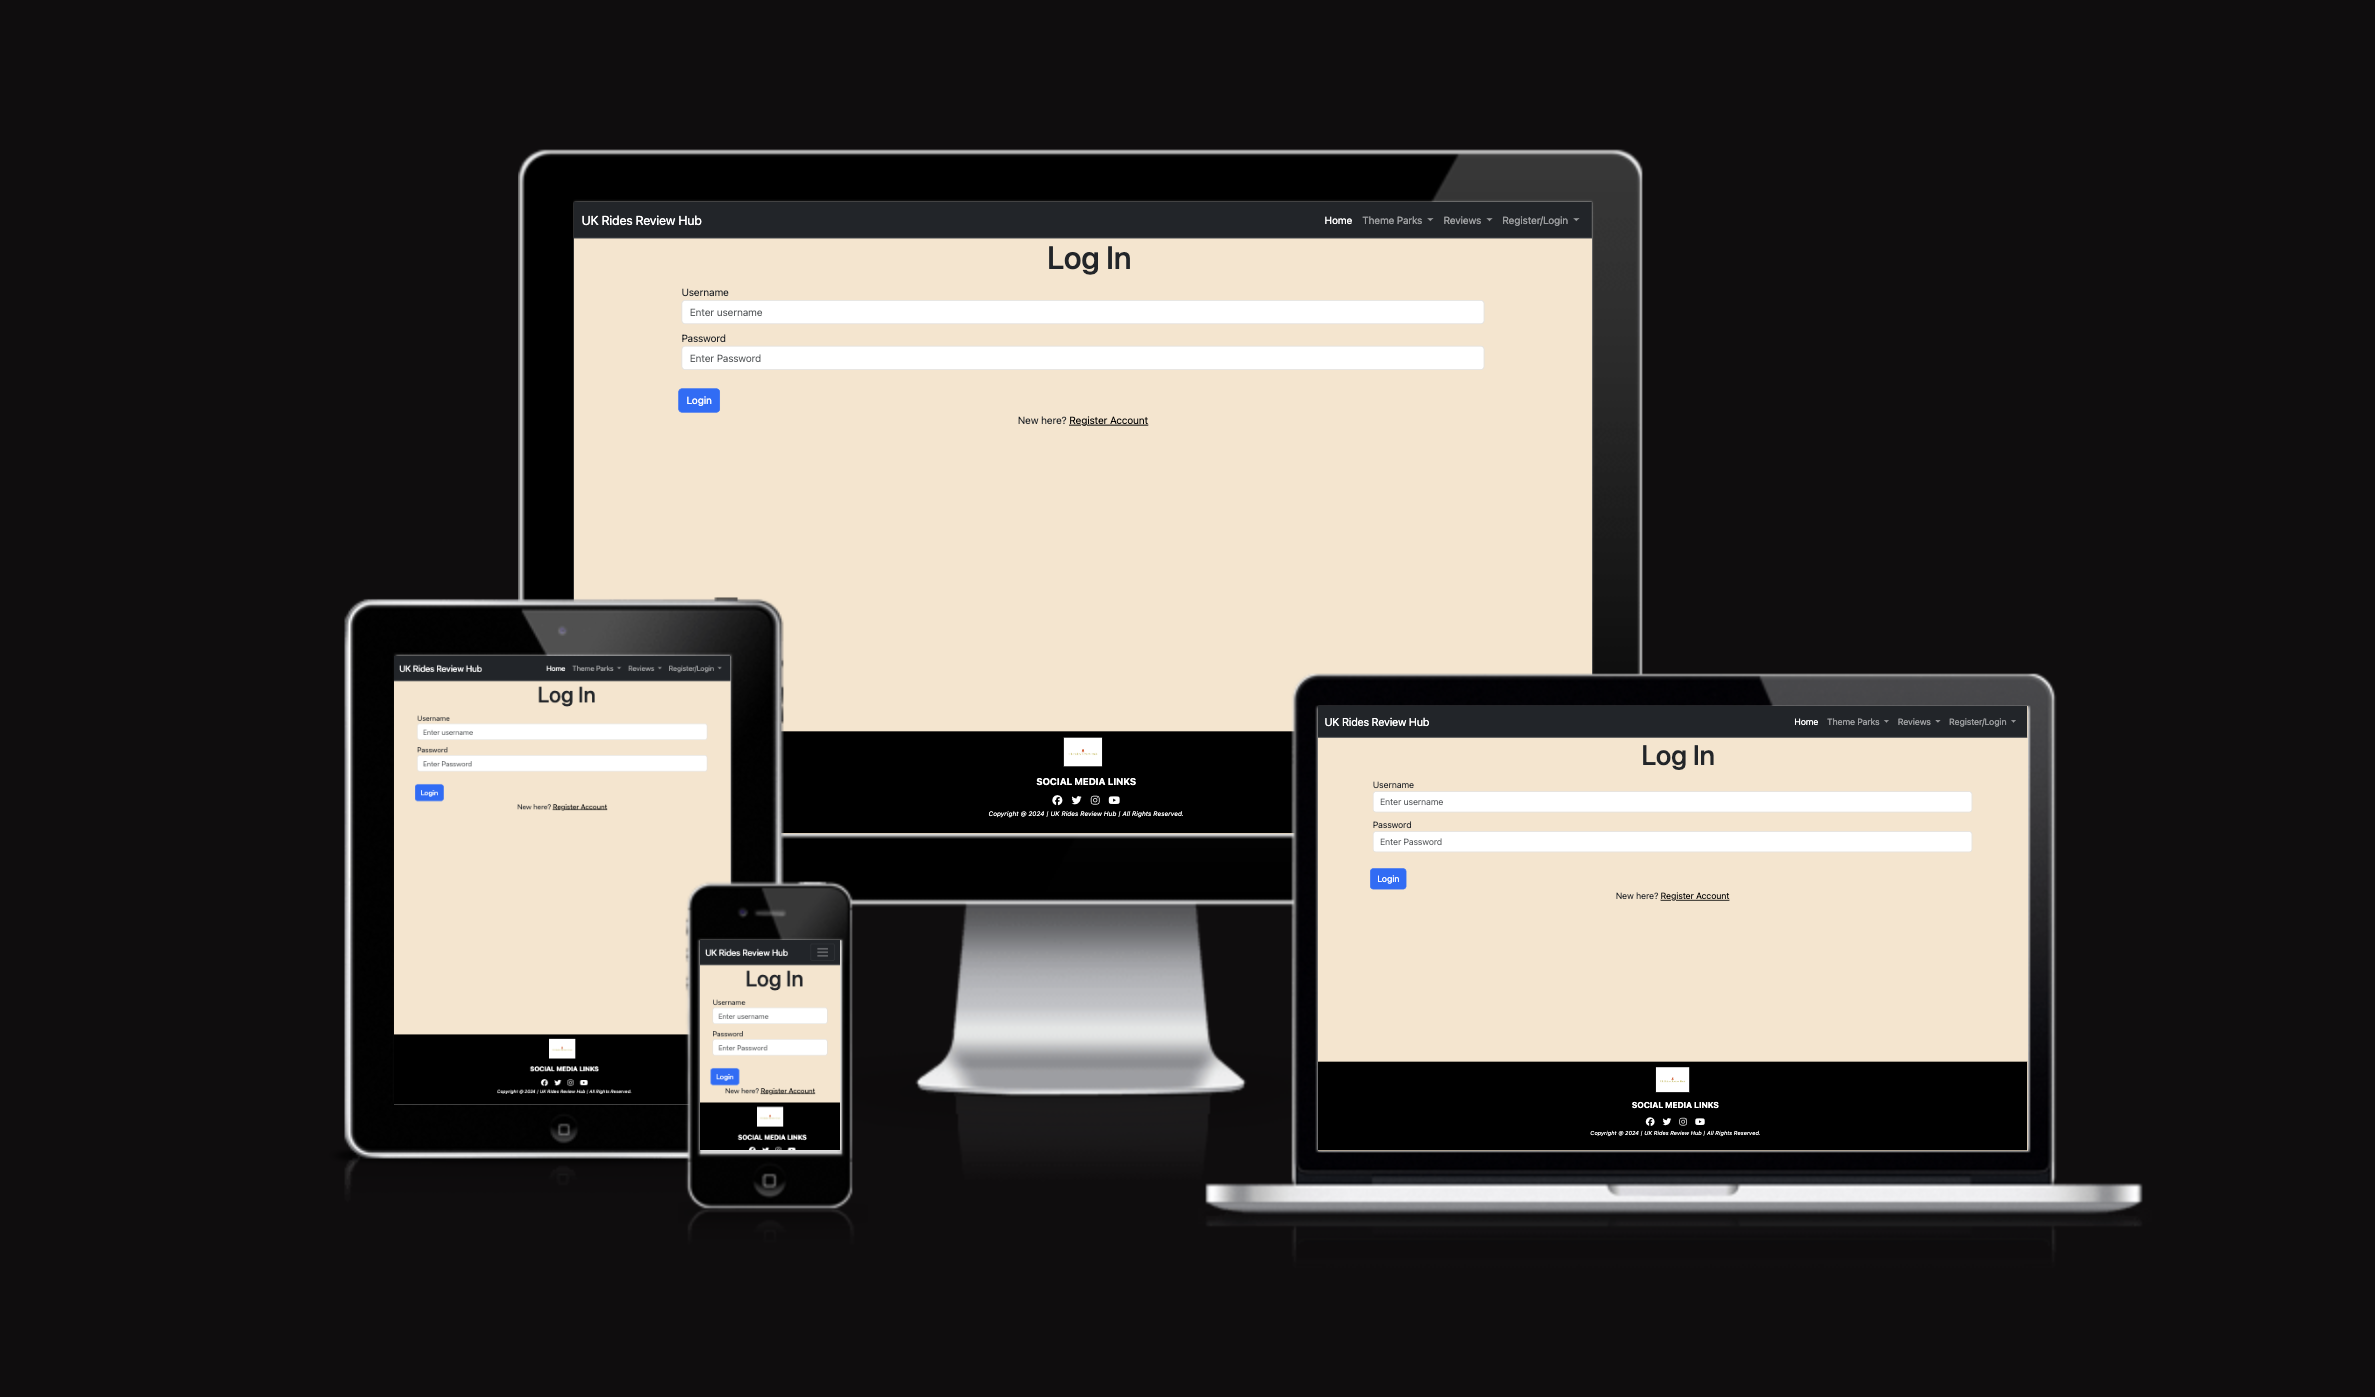 UK Rides Review Hub Home Theme Parks Reviews Register/Login
Log In
Username
Enter username
Password
Enter Password
Login
New here? Register Account
SOCIAL MEDIA LINKS
Copyright @ 2024 | UK Rides Review Hub | All Rights Reserved.
UK Rides Review Hub Home Theme Parks Reviews Register/Login
Log In
Username
Enter username
Password
Enter Password
Login
New here? Register Account
SOCIAL MEDIA LINKS
Copyright @ 2024 | UK Rides Review Hub | All Rights Reserved.
UK Rides Review Hub
Log In
Username
Enter username
Password
Enter Password
Login
New here? Register Account
SOCIAL MEDIA LINKS
UK Rides Review Hub Home Theme Parks Reviews Register/Login
Log In
Username
Enter username
Password
Enter Password
Login
New here? Register Account
SOCIAL MEDIA LINKS
Copyright @ 2024 | UK Rides Review Hub | All Rights Reserved.